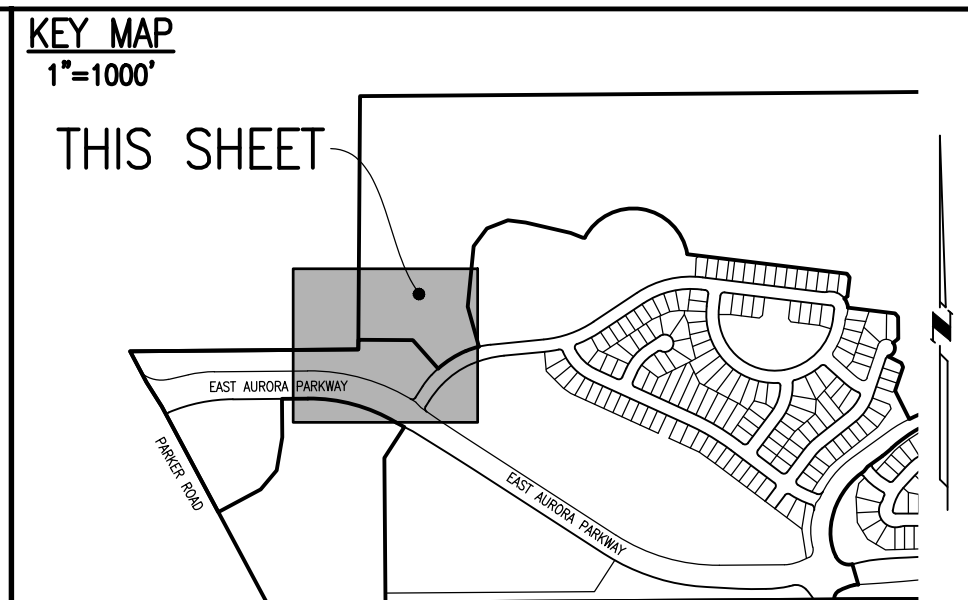 KEY MAP
1"=1000'
THIS SHEET
EAST AURORA PARKWAY
PARKER ROAD
EAST AURORA PARKWAY
N